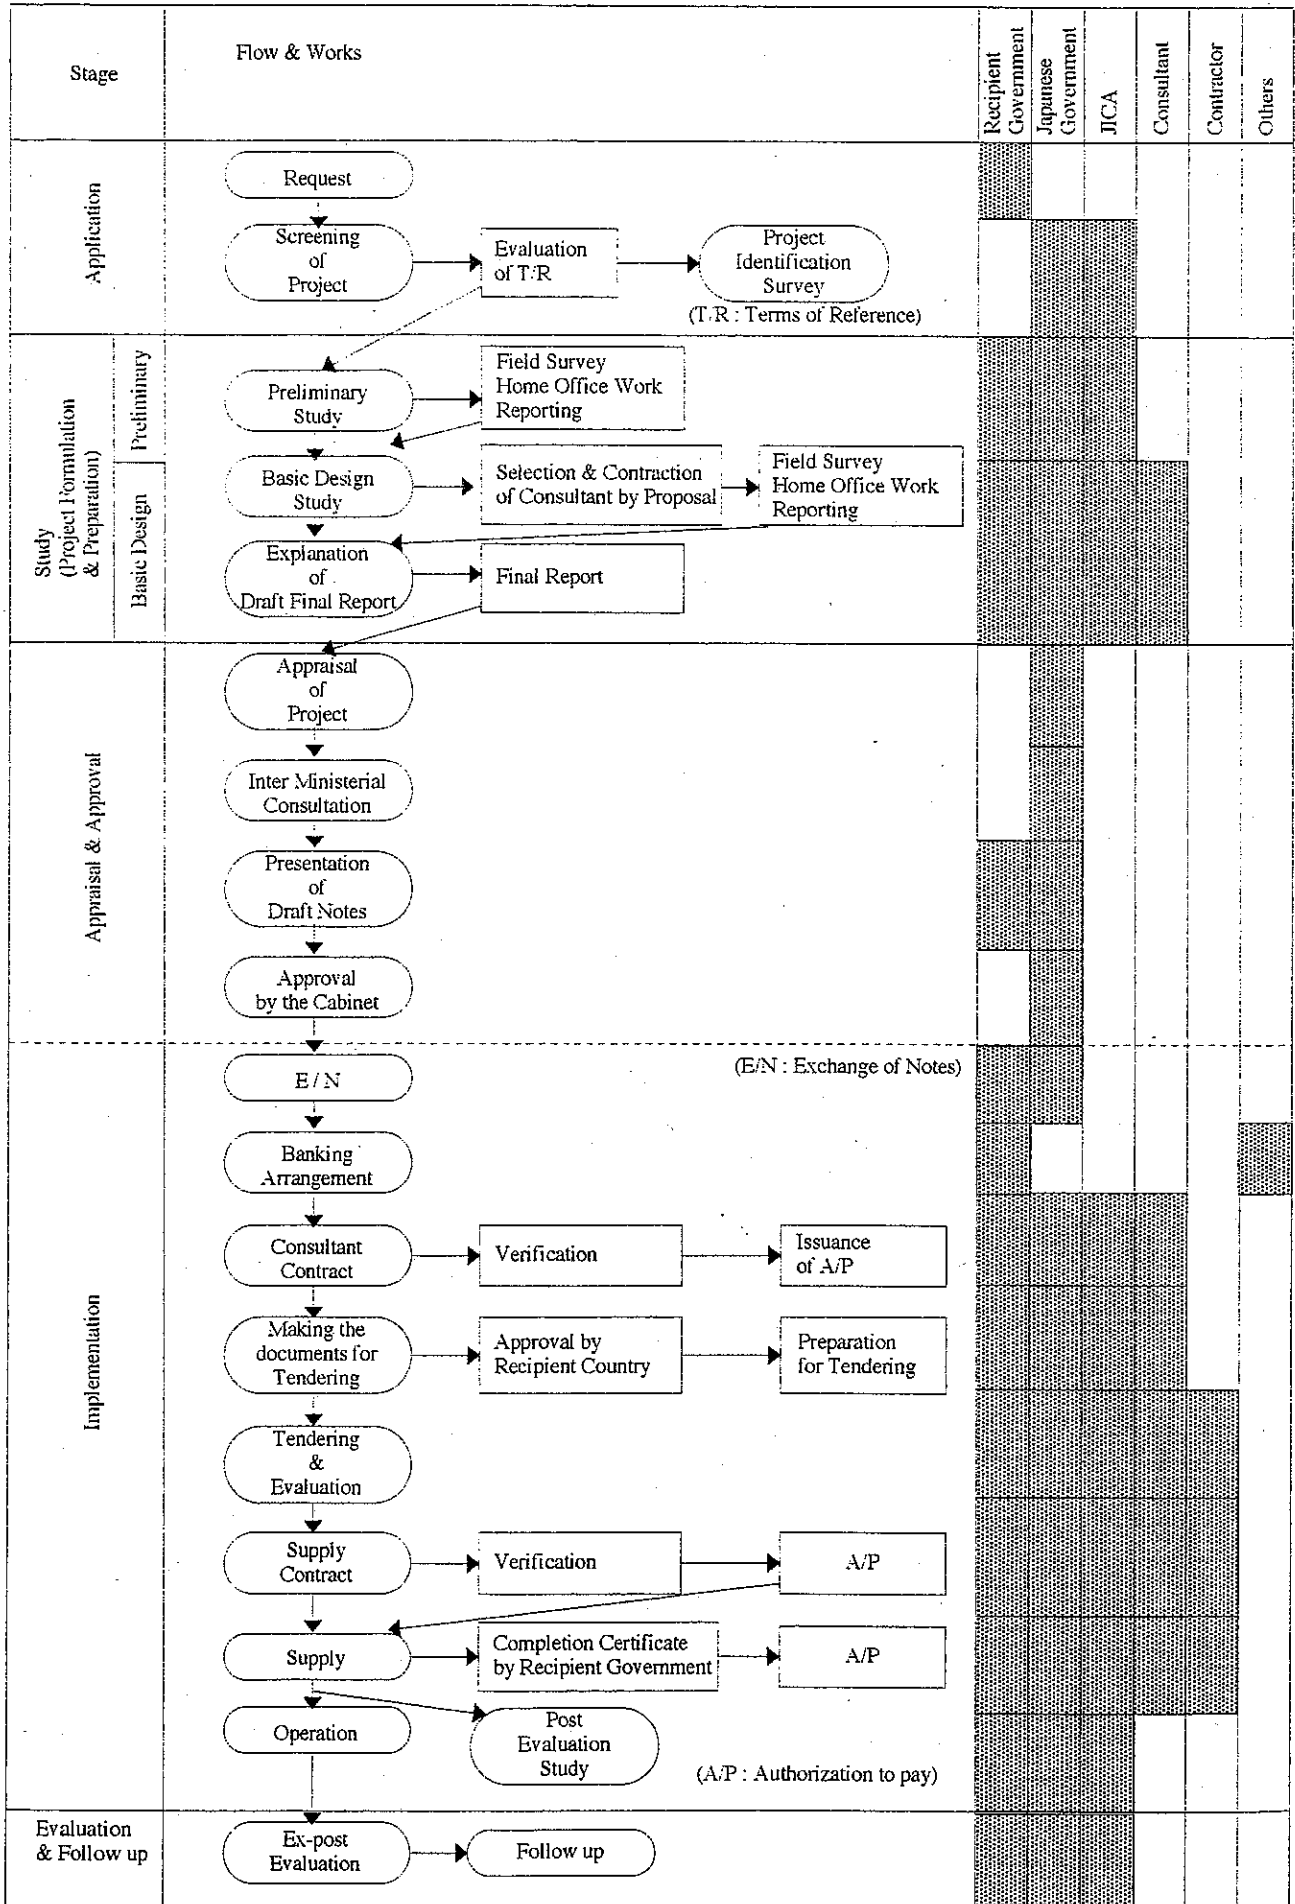 Stage
Flow & Works
Recipient
Government
Japanese
Government
JICA
Consultant
Contractor
Others
Application
Request
Screening
of
Project
Evaluation
of T/R
Project
Identification
Survey
(T/R : Terms of Reference)
Study
(Project Formulation
& Preparation)
Preliminary
Preliminary
Study
Field Survey
Home Office Work
Reporting
Basic Design
Basic Design
Study
Selection & Contraction
of Consultant by Proposal
Field Survey
Home Office Work
Reporting
Explanation
of
Draft Final Report
Final Report
Appraisal & Approval
Appraisal
of
Project
Inter Ministerial
Consultation
Presentation
of
Draft Notes
Approval
by the Cabinet
Implementation
E / N
(E/N : Exchange of Notes)
Banking
Arrangement
Consultant
Contract
Verification
Issuance
of A/P
Making the
documents for
Tendering
Approval by
Recipient Country
Preparation
for Tendering
Tendering
&
Evaluation
Supply
Contract
Verification
A/P
Supply
Completion Certificate
by Recipient Government
A/P
Operation
Post
Evaluation
Study
(A/P : Authorization to pay)
Evaluation
& Follow up
Ex-post
Evaluation
Follow up